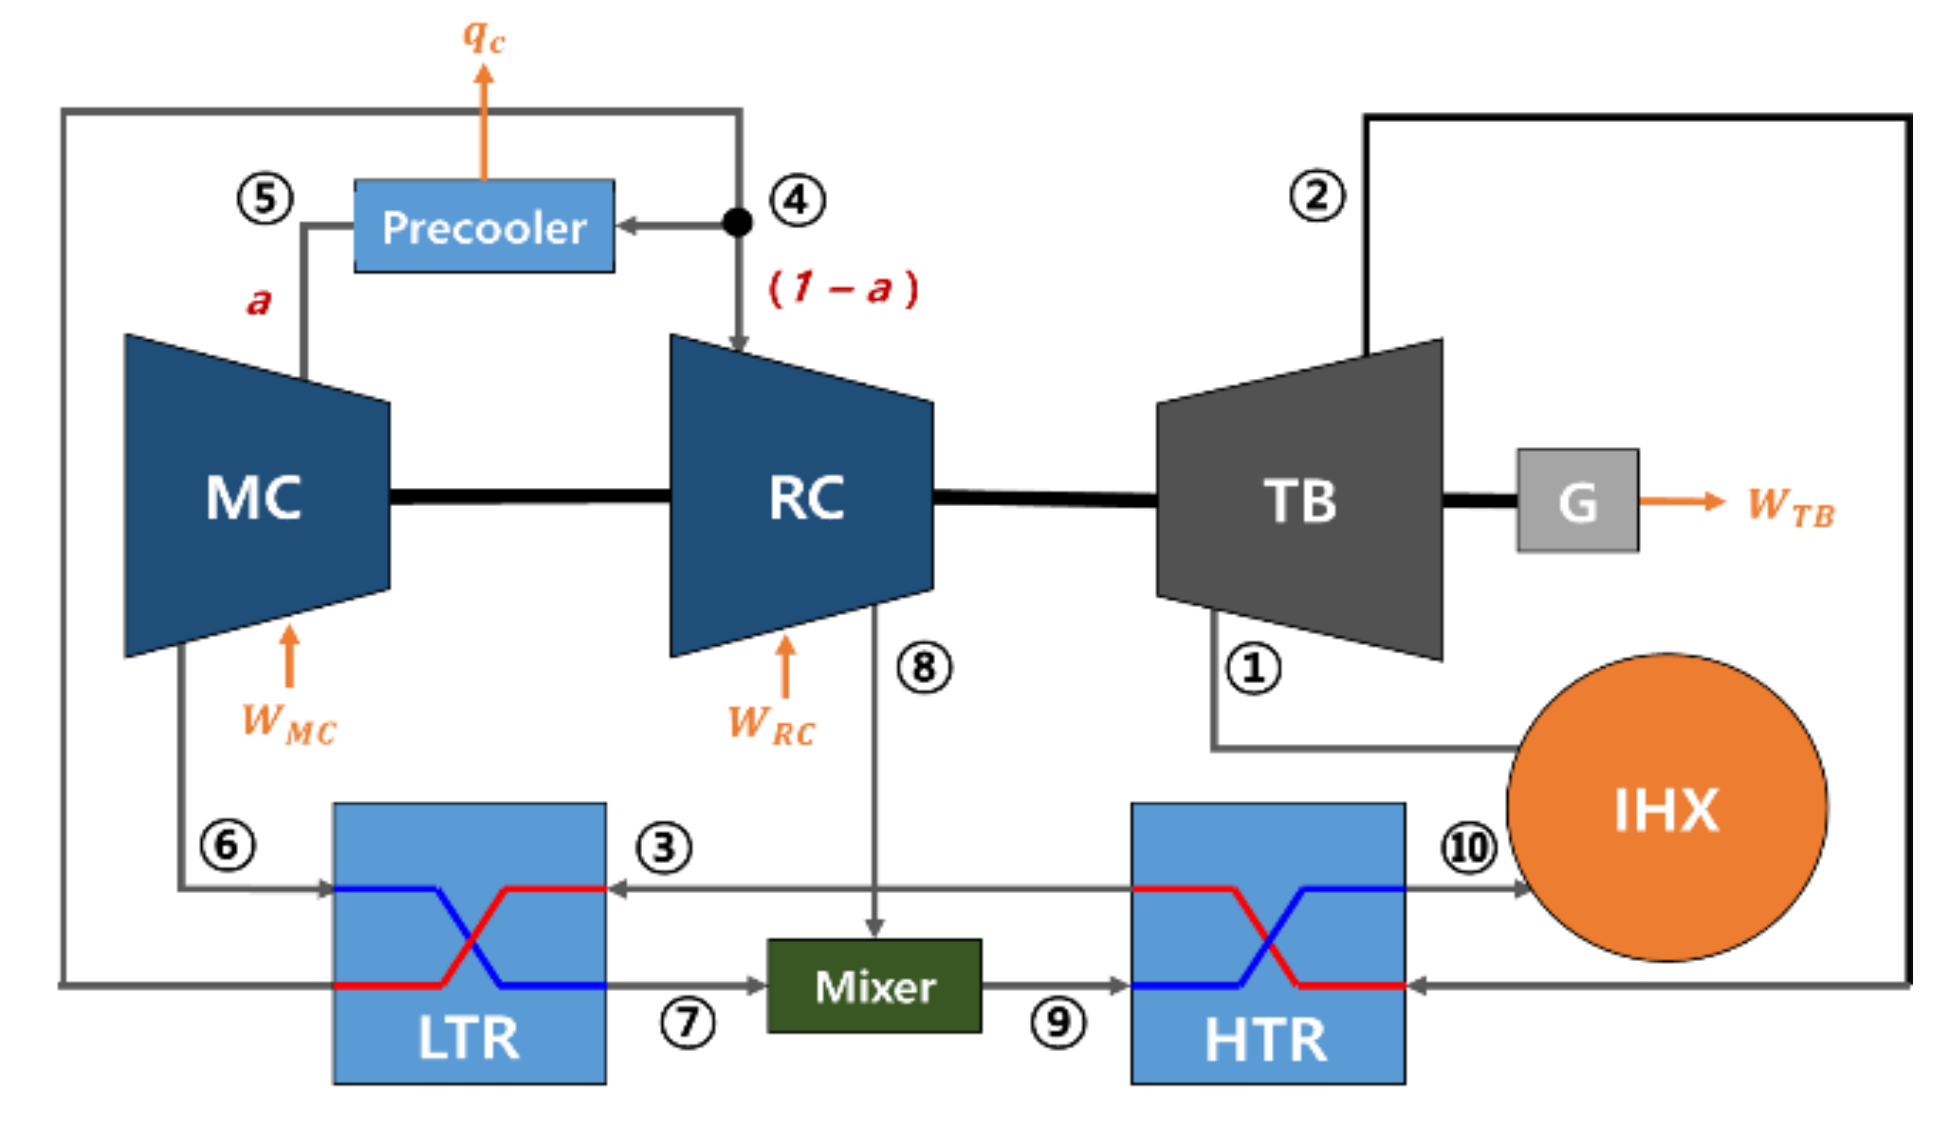 q_c
⑤
Precooler
④
②
a
(1 – a)
MC
RC
TB
G
W_TB
W_MC
W_RC
⑧
①
IHX
⑥
③
⑩
Mixer
LTR
⑦
⑨
HTR